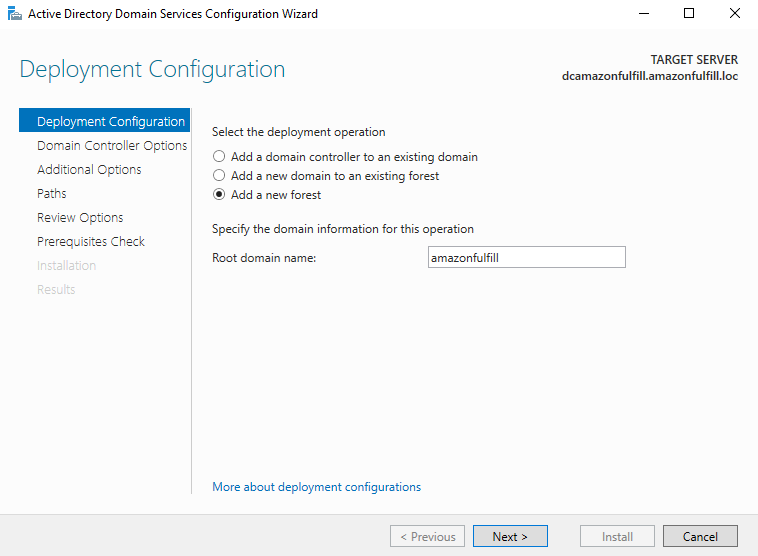 Active Directory Domain Services Configuration Wizard
Deployment Configuration
TARGET SERVER
dcamazonfulfill.amazonfulfill.loc
Deployment Configuration
Domain Controller Options
Additional Options
Paths
Review Options
Prerequisites Check
Installation
Results
Select the deployment operation
Add a domain controller to an existing domain
Add a new domain to an existing forest
Add a new forest
Specify the domain information for this operation
Root domain name: amazonfulfill
More about deployment configurations
< Previous Next > Install Cancel